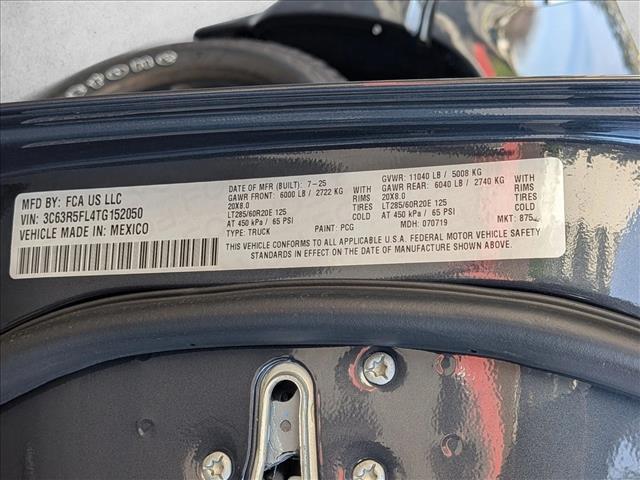 MFD BY: FCA US LLC
VIN: 3C63R5FL4TG152050
VEHICLE MADE IN: MEXICO
DATE OF MFR (BUILT): 7-25
GAWR FRONT: 6000 LB / 2722 KG
20X8.0 WITH RIMS
LT285/60R20E 125 TIRES
AT 450 kPa / 65 PSI COLD
TYPE: TRUCK PAINT: PCG
GVWR: 11040 LB / 5008 KG
GAWR REAR: 6040 LB / 2740 KG
20X8.0 WITH RIMS
LT285/60R20E 125 TIRES
AT 450 kPa / 65 PSI COLD
MDH: 070719 MKT: 875
THIS VEHICLE CONFORMS TO ALL APPLICABLE U.S.A. FEDERAL MOTOR VEHICLE SAFETY
STANDARDS IN EFFECT ON THE DATE OF MANUFACTURE SHOWN ABOVE.